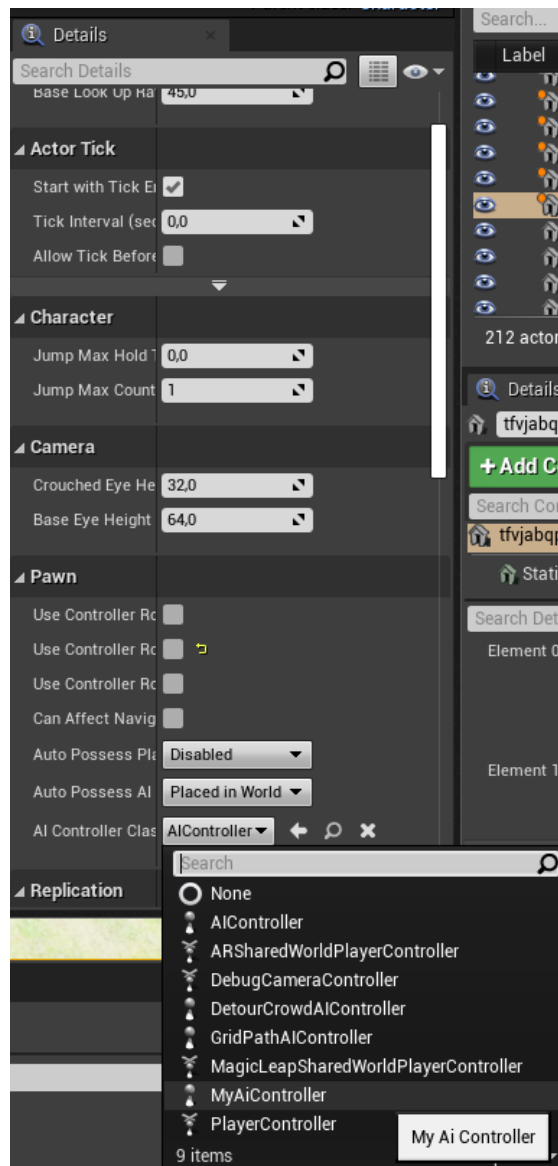 Details
Search Details
Base Look Up Ra 45,0
Actor Tick
Start with Tick E
Tick Interval (sec 0,0
Allow Tick Before
Character
Jump Max Hold T 0,0
Jump Max Count 1
Camera
Crouched Eye He 32,0
Base Eye Height 64,0
Pawn
Use Controller Ro
Use Controller Ro
Use Controller Ro
Can Affect Navig
Auto Possess Pla Disabled
Auto Possess AI Placed in World
AI Controller Clas AIController
Replication
Search
None
AIController
ARSharedWorldPlayerController
DebugCameraController
DetourCrowdAIController
GridPathAIController
MagicLeapSharedWorldPlayerController
MyAiController
PlayerController
9 items
My Ai Controller
Search...
Label
212 actor
Details
tfvjabq
+ Add C
Search Co
tfvjabqp
Stati
Search Det
Element 0
Element 1